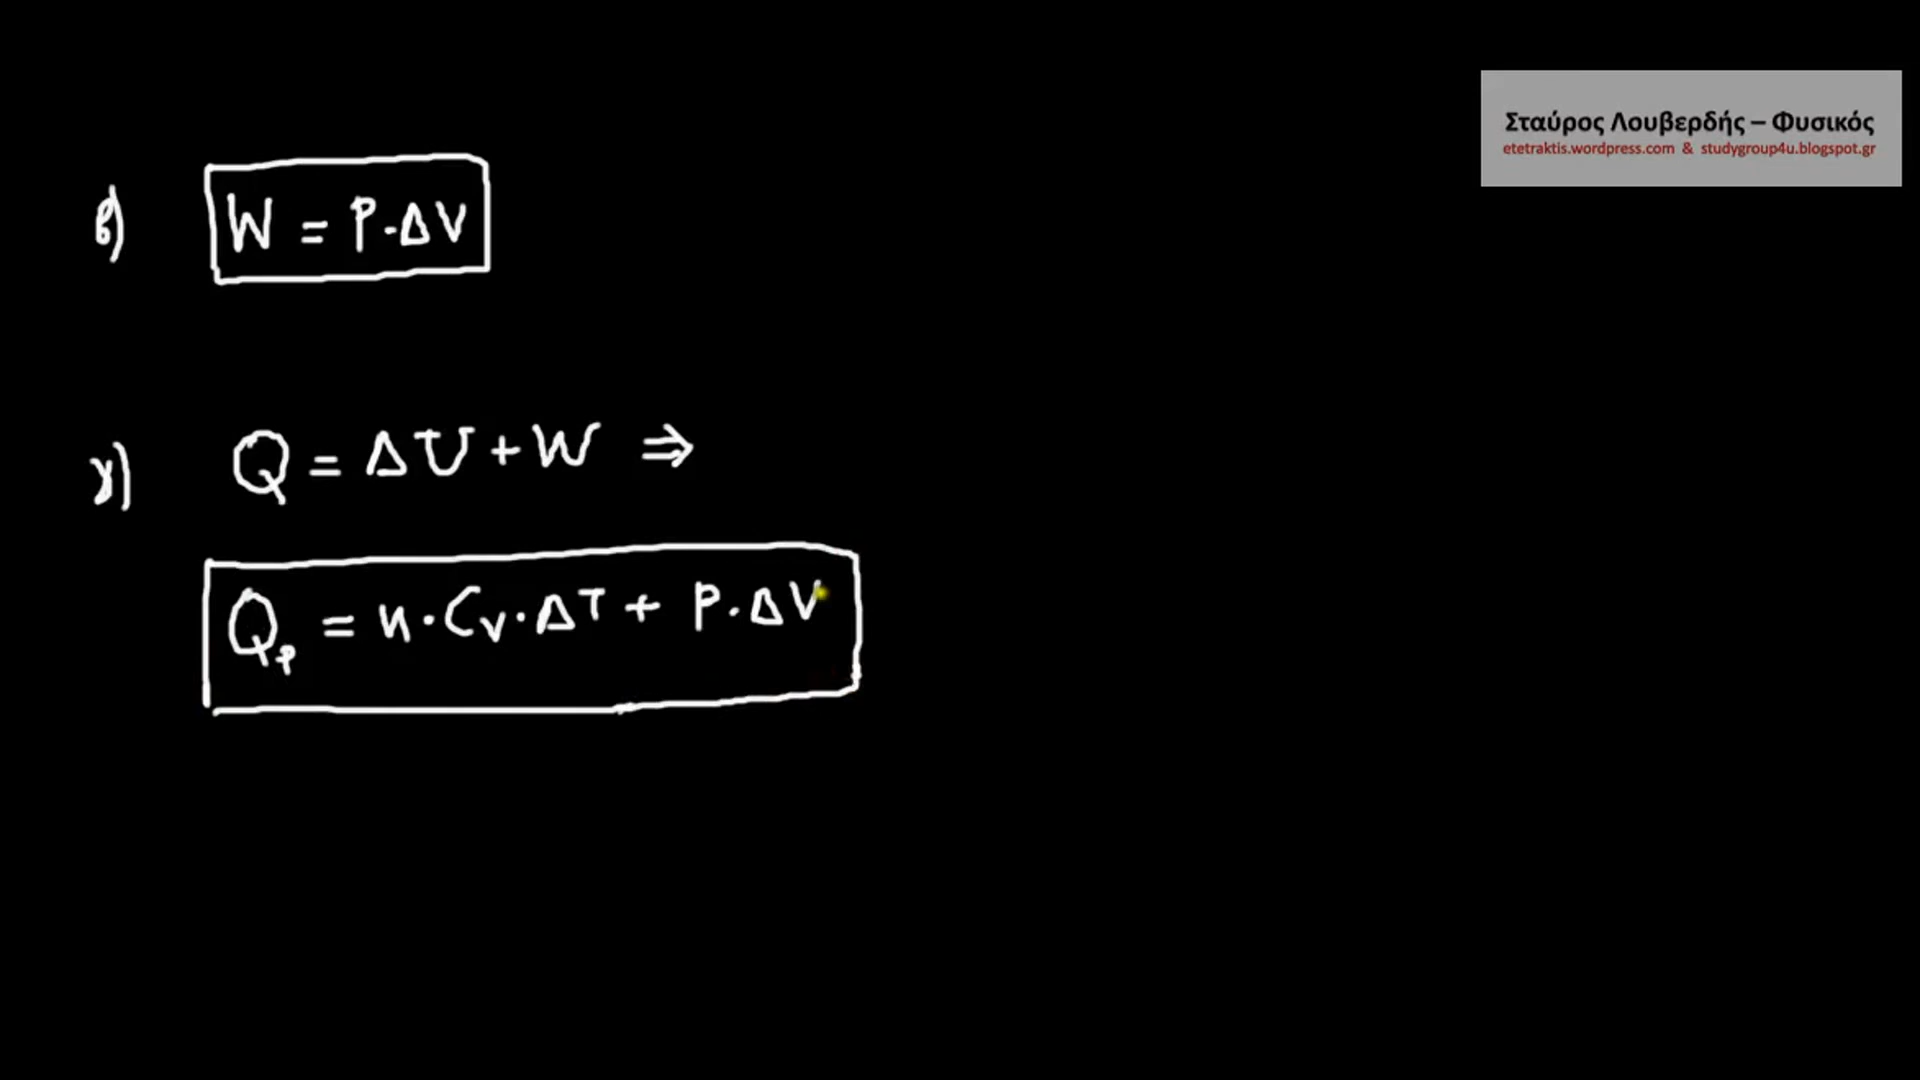 Σταύρος Λουβερδής – Φυσικός
etetraktis.wordpress.com & studygroup4u.blogspot.gr
β) W = P·ΔV
γ) Q = ΔU + W ⇒
Qp = n·Cv·ΔT + P·ΔV